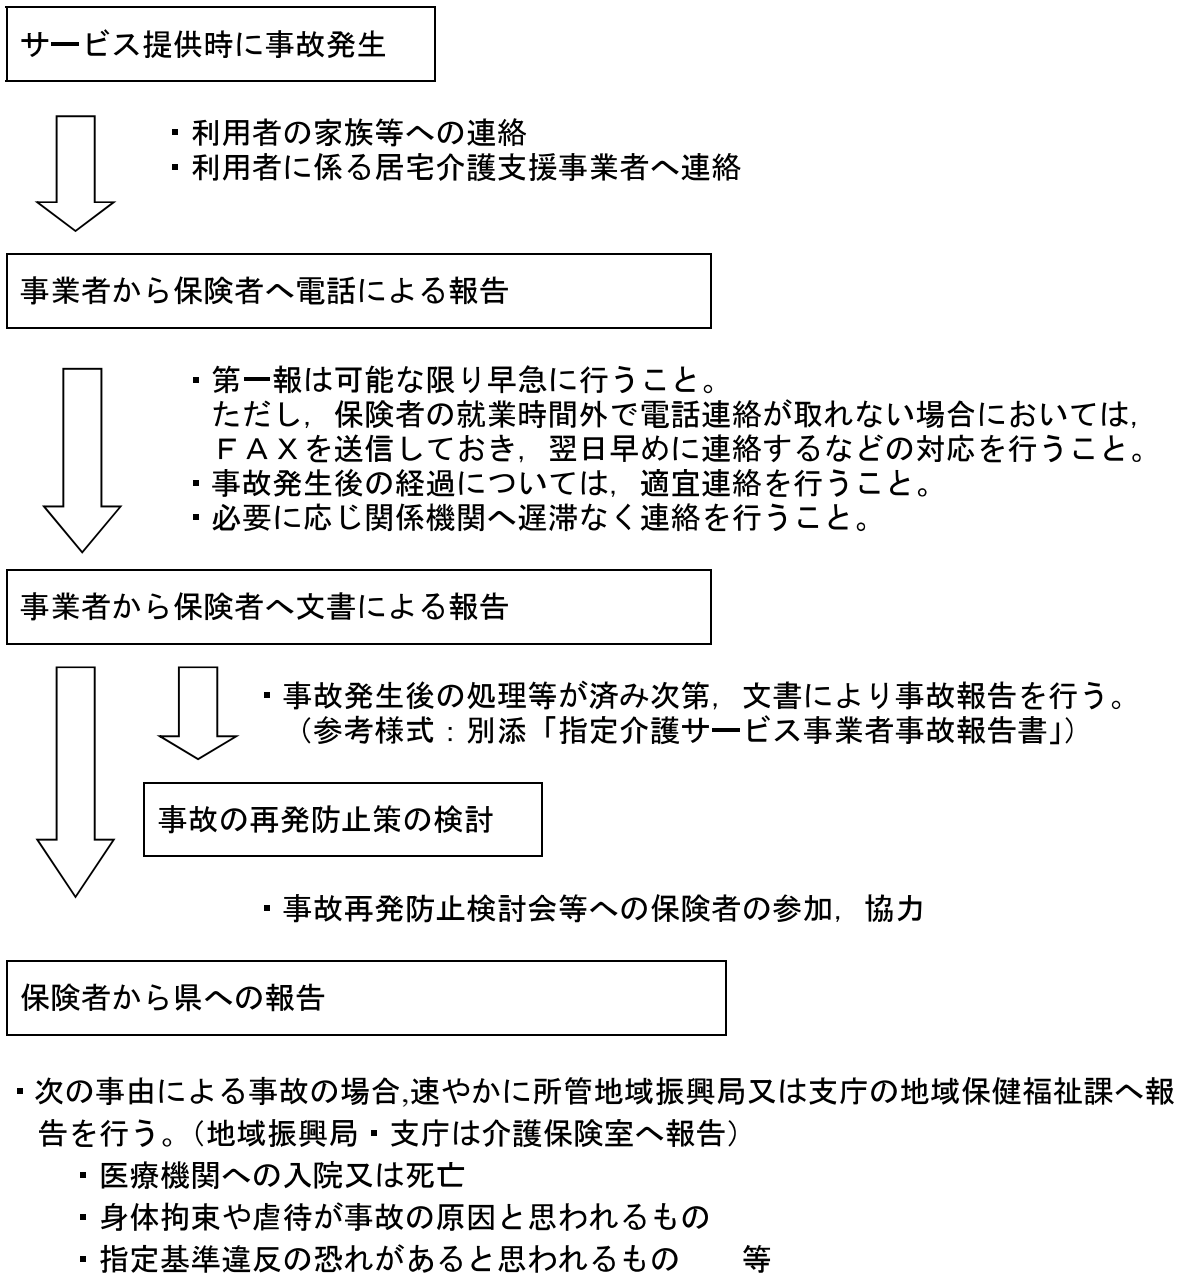 サービス提供時に事故発生
・利用者の家族等への連絡
・利用者に係る居宅介護支援事業者へ連絡
事業者から保険者へ電話による報告
・第一報は可能な限り早急に行うこと。
ただし，保険者の就業時間外で電話連絡が取れない場合においては，
ＦＡＸを送信しておき，翌日早めに連絡するなどの対応を行うこと。
・事故発生後の経過については，適宜連絡を行うこと。
・必要に応じ関係機関へ遅滞なく連絡を行うこと。
事業者から保険者へ文書による報告
・事故発生後の処理等が済み次第，文書により事故報告を行う。
（参考様式：別添「指定介護サービス事業者事故報告書」）
事故の再発防止策の検討
・事故再発防止検討会等への保険者の参加，協力
保険者から県への報告
・次の事由による事故の場合,速やかに所管地域振興局又は支庁の地域保健福祉課へ報
告を行う。（地域振興局・支庁は介護保険室へ報告）
・医療機関への入院又は死亡
・身体拘束や虐待が事故の原因と思われるもの
・指定基準違反の恐れがあると思われるもの　　等